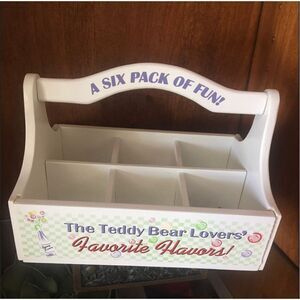 A SIX PACK OF FUN!
The Teddy Bear Lovers'
Favorite Flavors!